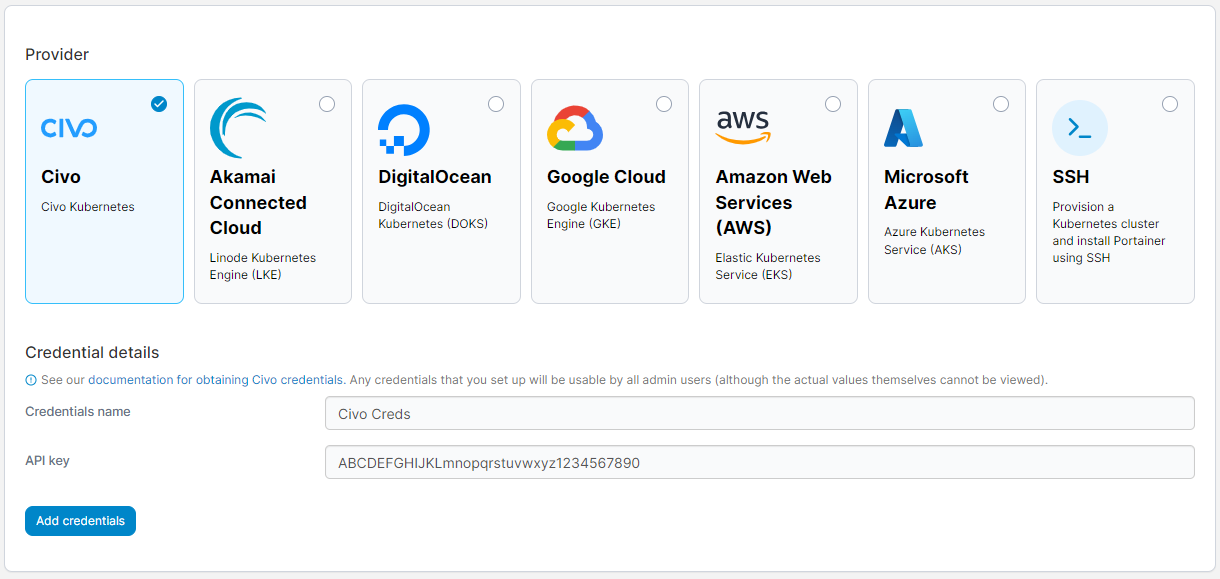 Provider
CIVO
Civo
Civo Kubernetes
Akamai
Connected
Cloud
Linode Kubernetes
Engine (LKE)
DigitalOcean
DigitalOcean
Kubernetes (DOKS)
Google Cloud
Google Kubernetes
Engine (GKE)
aws
Amazon Web
Services
(AWS)
Elastic Kubernetes
Service (EKS)
Microsoft
Azure
Azure Kubernetes
Service (AKS)
SSH
Provision a
Kubernetes cluster
and install Portainer
using SSH
Credential details
See our documentation for obtaining Civo credentials. Any credentials that you set up will be usable by all admin users (although the actual values themselves cannot be viewed).
Credentials name
Civo Creds
API key
ABCDEFGHIJKLmnopqrstuvwxyz1234567890
Add credentials